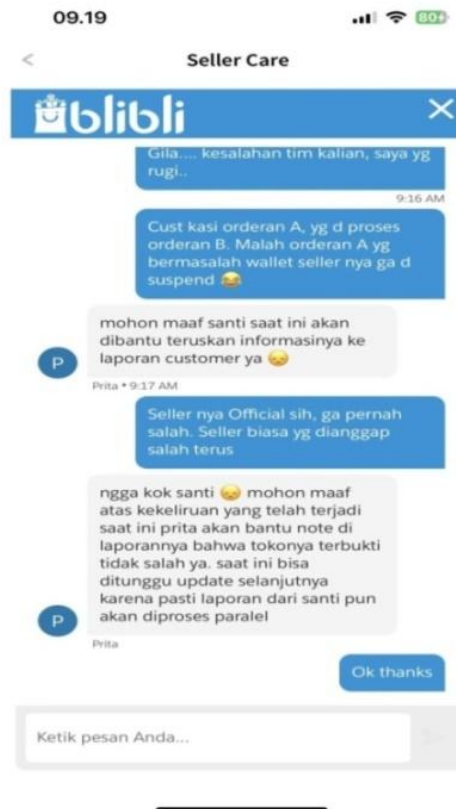 09.19
80
Seller Care
blibli
Gila.... kesalahan tim kalian, saya yg
rugi..
9:16 AM
Cust kasi orderan A, yg d proses
orderan B. Malah orderan A yg
bermasalah wallet seller nya ga d
suspend 😂
mohon maaf santi saat ini akan
dibantu teruskan informasinya ke
laporan customer ya 😞
P
Prita • 9:17 AM
Seller nya Official sih, ga pernah
salah. Seller biasa yg dianggap
salah terus
ngga kok santi 😞 mohon maaf
atas kekeliruan yang telah terjadi
saat ini prita akan bantu note di
laporannya bahwa tokonya terbukti
tidak salah ya. saat ini bisa
ditunggu update selanjutnya
karena pasti laporan dari santi pun
akan diproses paralel
P
Prita
Ok thanks
Ketik pesan Anda...